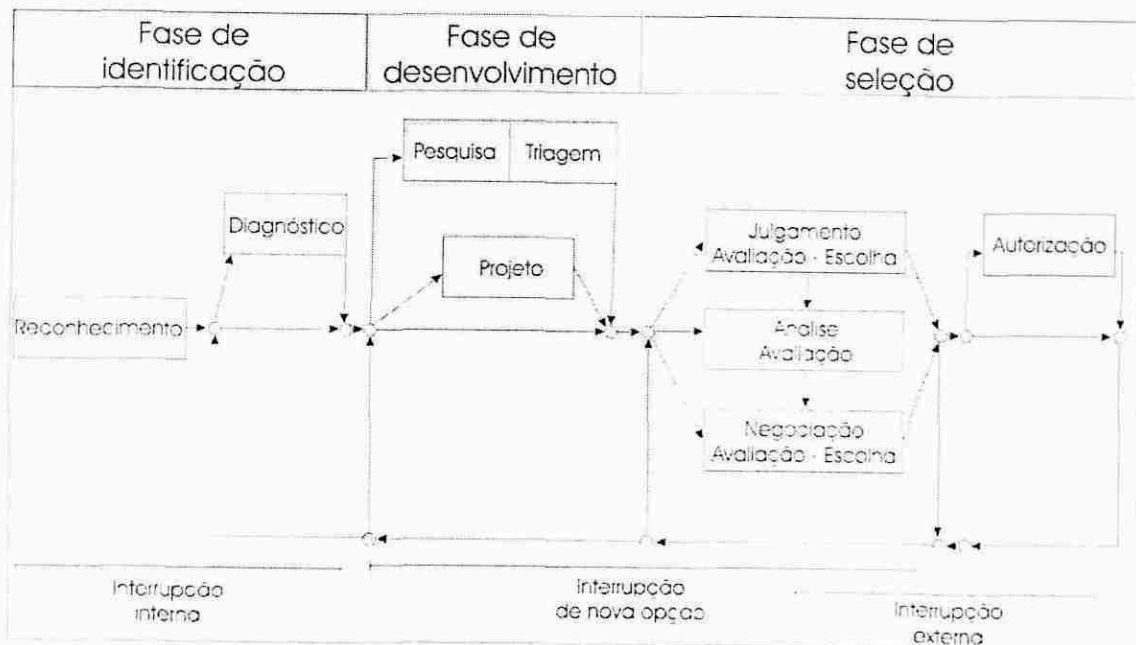 Fase de
identificação
Fase de
desenvolvimento
Fase de
seleção
Pesquisa
Triagem
Diagnóstico
Projeto
Julgamento
Avaliação - Escolha
Autorização
Reconhecimento
Análise
Avaliação
Negociação
Avaliação - Escolha
Interrupção
interna
Interrupção
de nova opção
Interrupção
externa